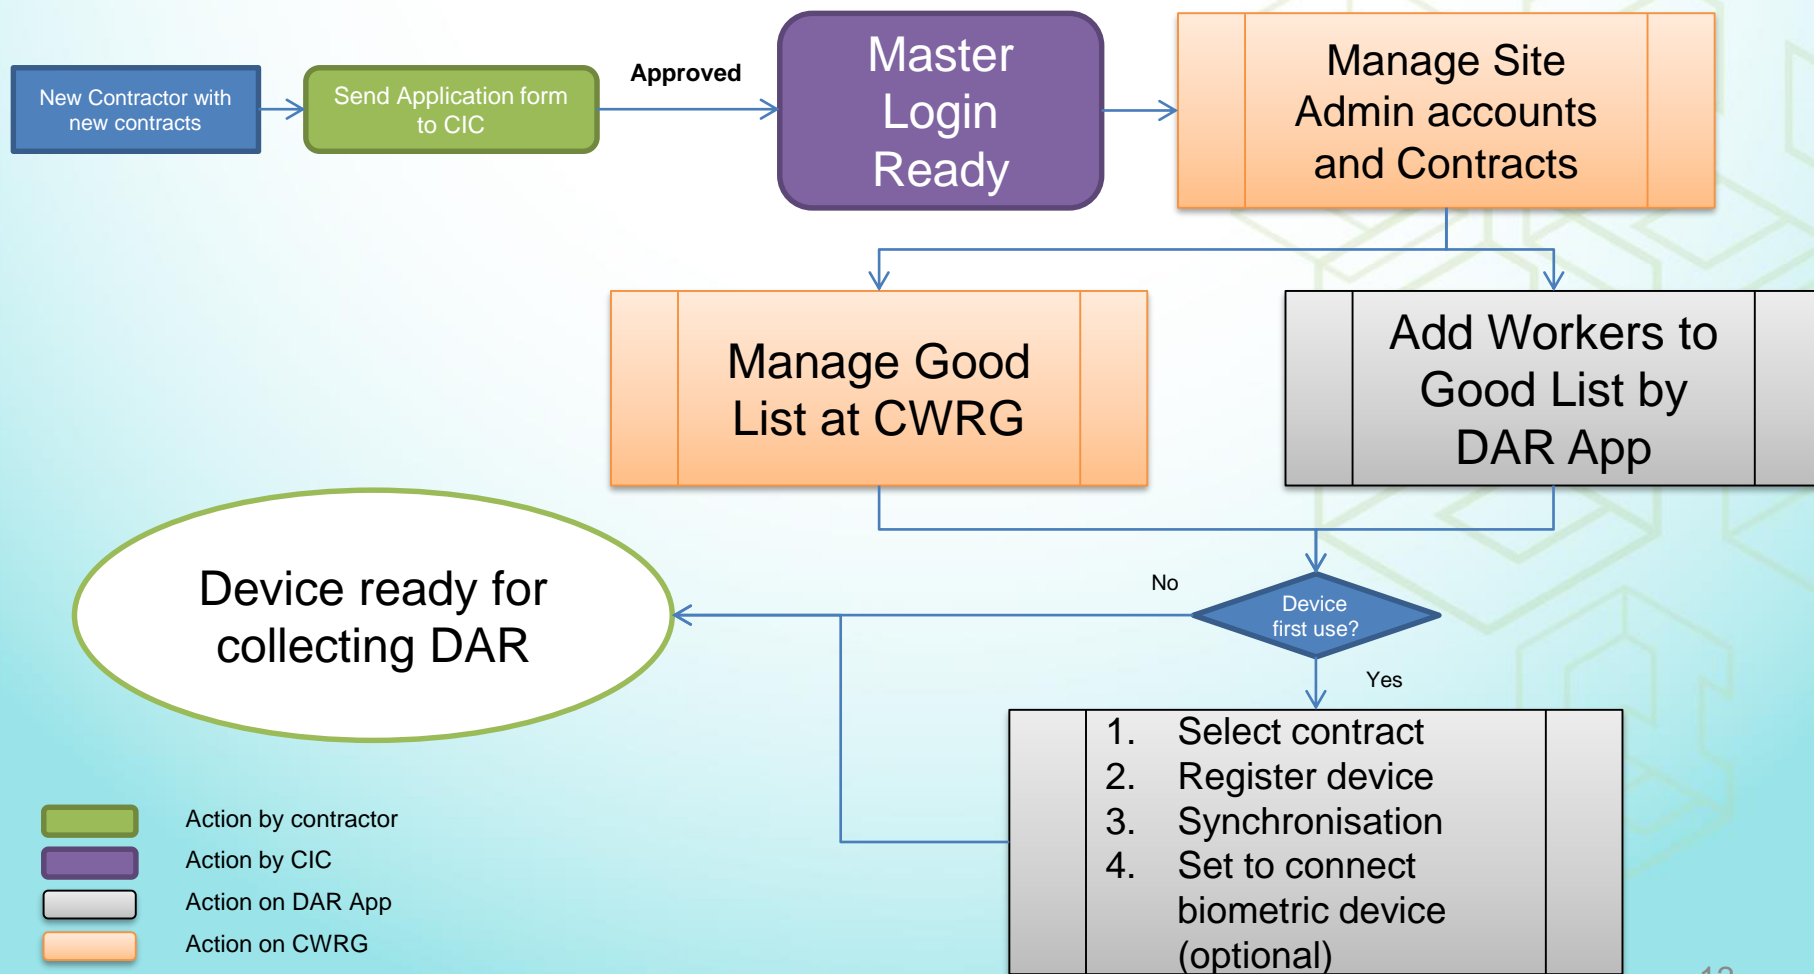 New Contractor with
new contracts
Send Application form
to CIC
Approved
Master
Login
Ready
Manage Site
Admin accounts
and Contracts
Manage Good
List at CWRG
Add Workers to
Good List by
DAR App
Device ready for
collecting DAR
No
Device
first use?
Yes
1. Select contract
2. Register device
3. Synchronisation
4. Set to connect
biometric device
(optional)
Action by contractor
Action by CIC
Action on DAR App
Action on CWRG